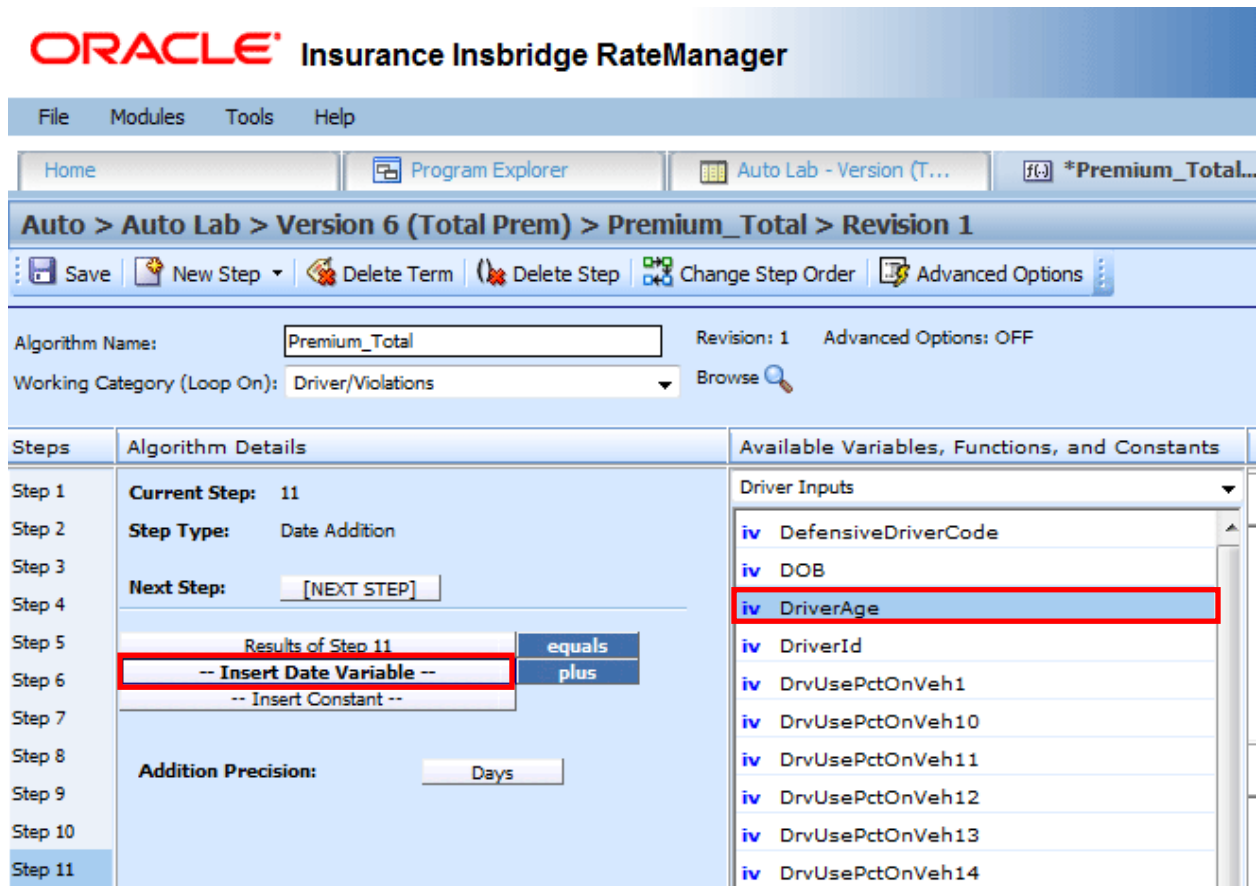 ORACLE Insurance Insbridge RateManager
File Modules Tools Help
Home Program Explorer Auto Lab - Version (T... f(.) *Premium_Total...
Auto > Auto Lab > Version 6 (Total Prem) > Premium_Total > Revision 1
Save New Step Delete Term Delete Step Change Step Order Advanced Options
Algorithm Name: Premium_Total Revision: 1 Advanced Options: OFF
Working Category (Loop On): Driver/Violations Browse
Steps Algorithm Details Available Variables, Functions, and Constants
Step 1 Current Step: 11 Driver Inputs
Step 2 Step Type: Date Addition iv DefensiveDriverCode
Step 3 Next Step: [NEXT STEP] iv DOB
Step 4 iv DriverAge
Step 5 Results of Step 11 equals iv DriverId
Step 6 -- Insert Date Variable -- plus iv DrvUsePctOnVeh1
Step 7 -- Insert Constant -- iv DrvUsePctOnVeh10
Step 8 Addition Precision: Days iv DrvUsePctOnVeh11
Step 9 iv DrvUsePctOnVeh12
Step 10 iv DrvUsePctOnVeh13
Step 11 iv DrvUsePctOnVeh14